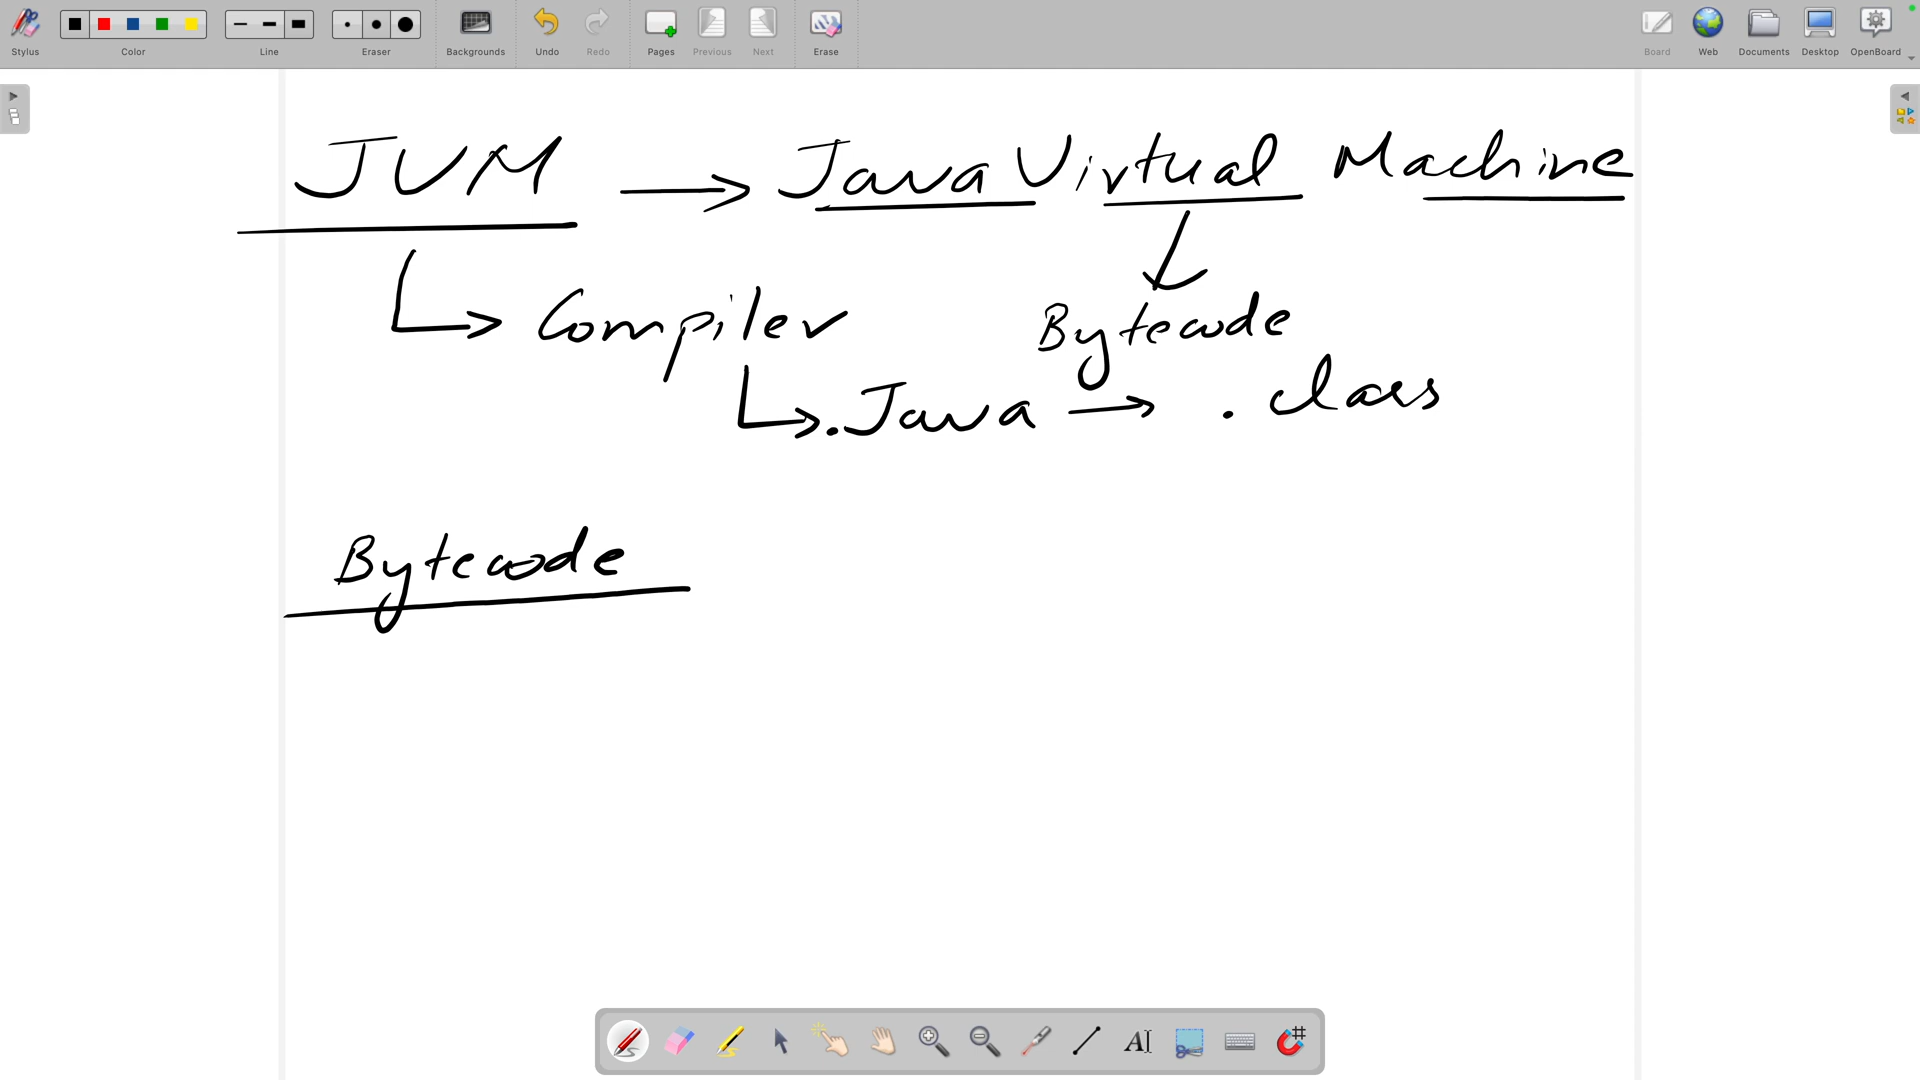 Stylus Color Line Eraser Backgrounds Undo Redo Pages Previous Next Erase Board Web Documents Desktop OpenBoard
JVM → Java Virtual Machine
Compiler Bytecode
.Java → .class
Bytecode